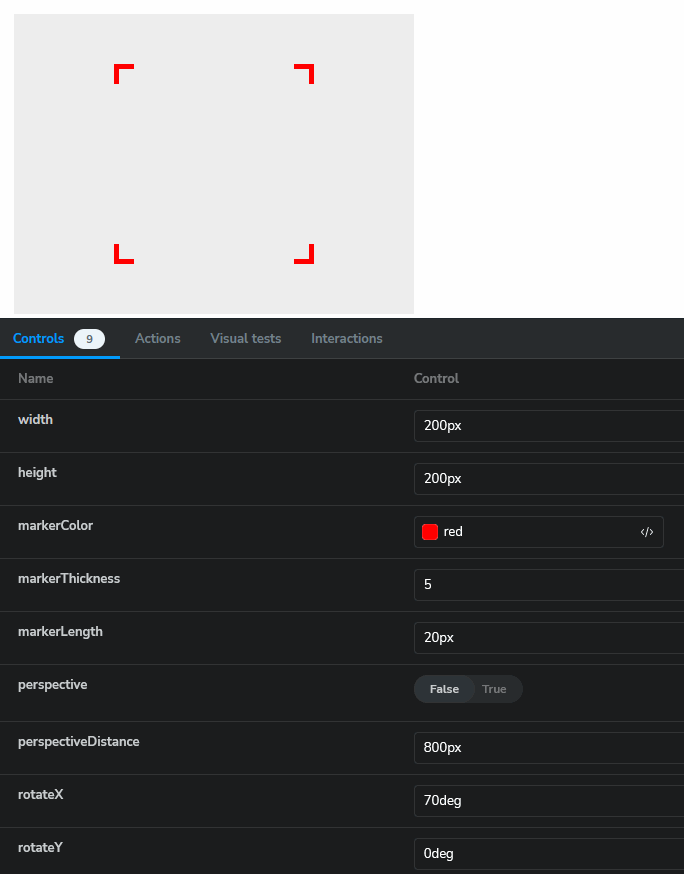 Controls 9 Actions Visual tests Interactions
Name Control
width 200px
height 200px
markerColor red </>
markerThickness 5
markerLength 20px
perspective False True
perspectiveDistance 800px
rotateX 70deg
rotateY 0deg